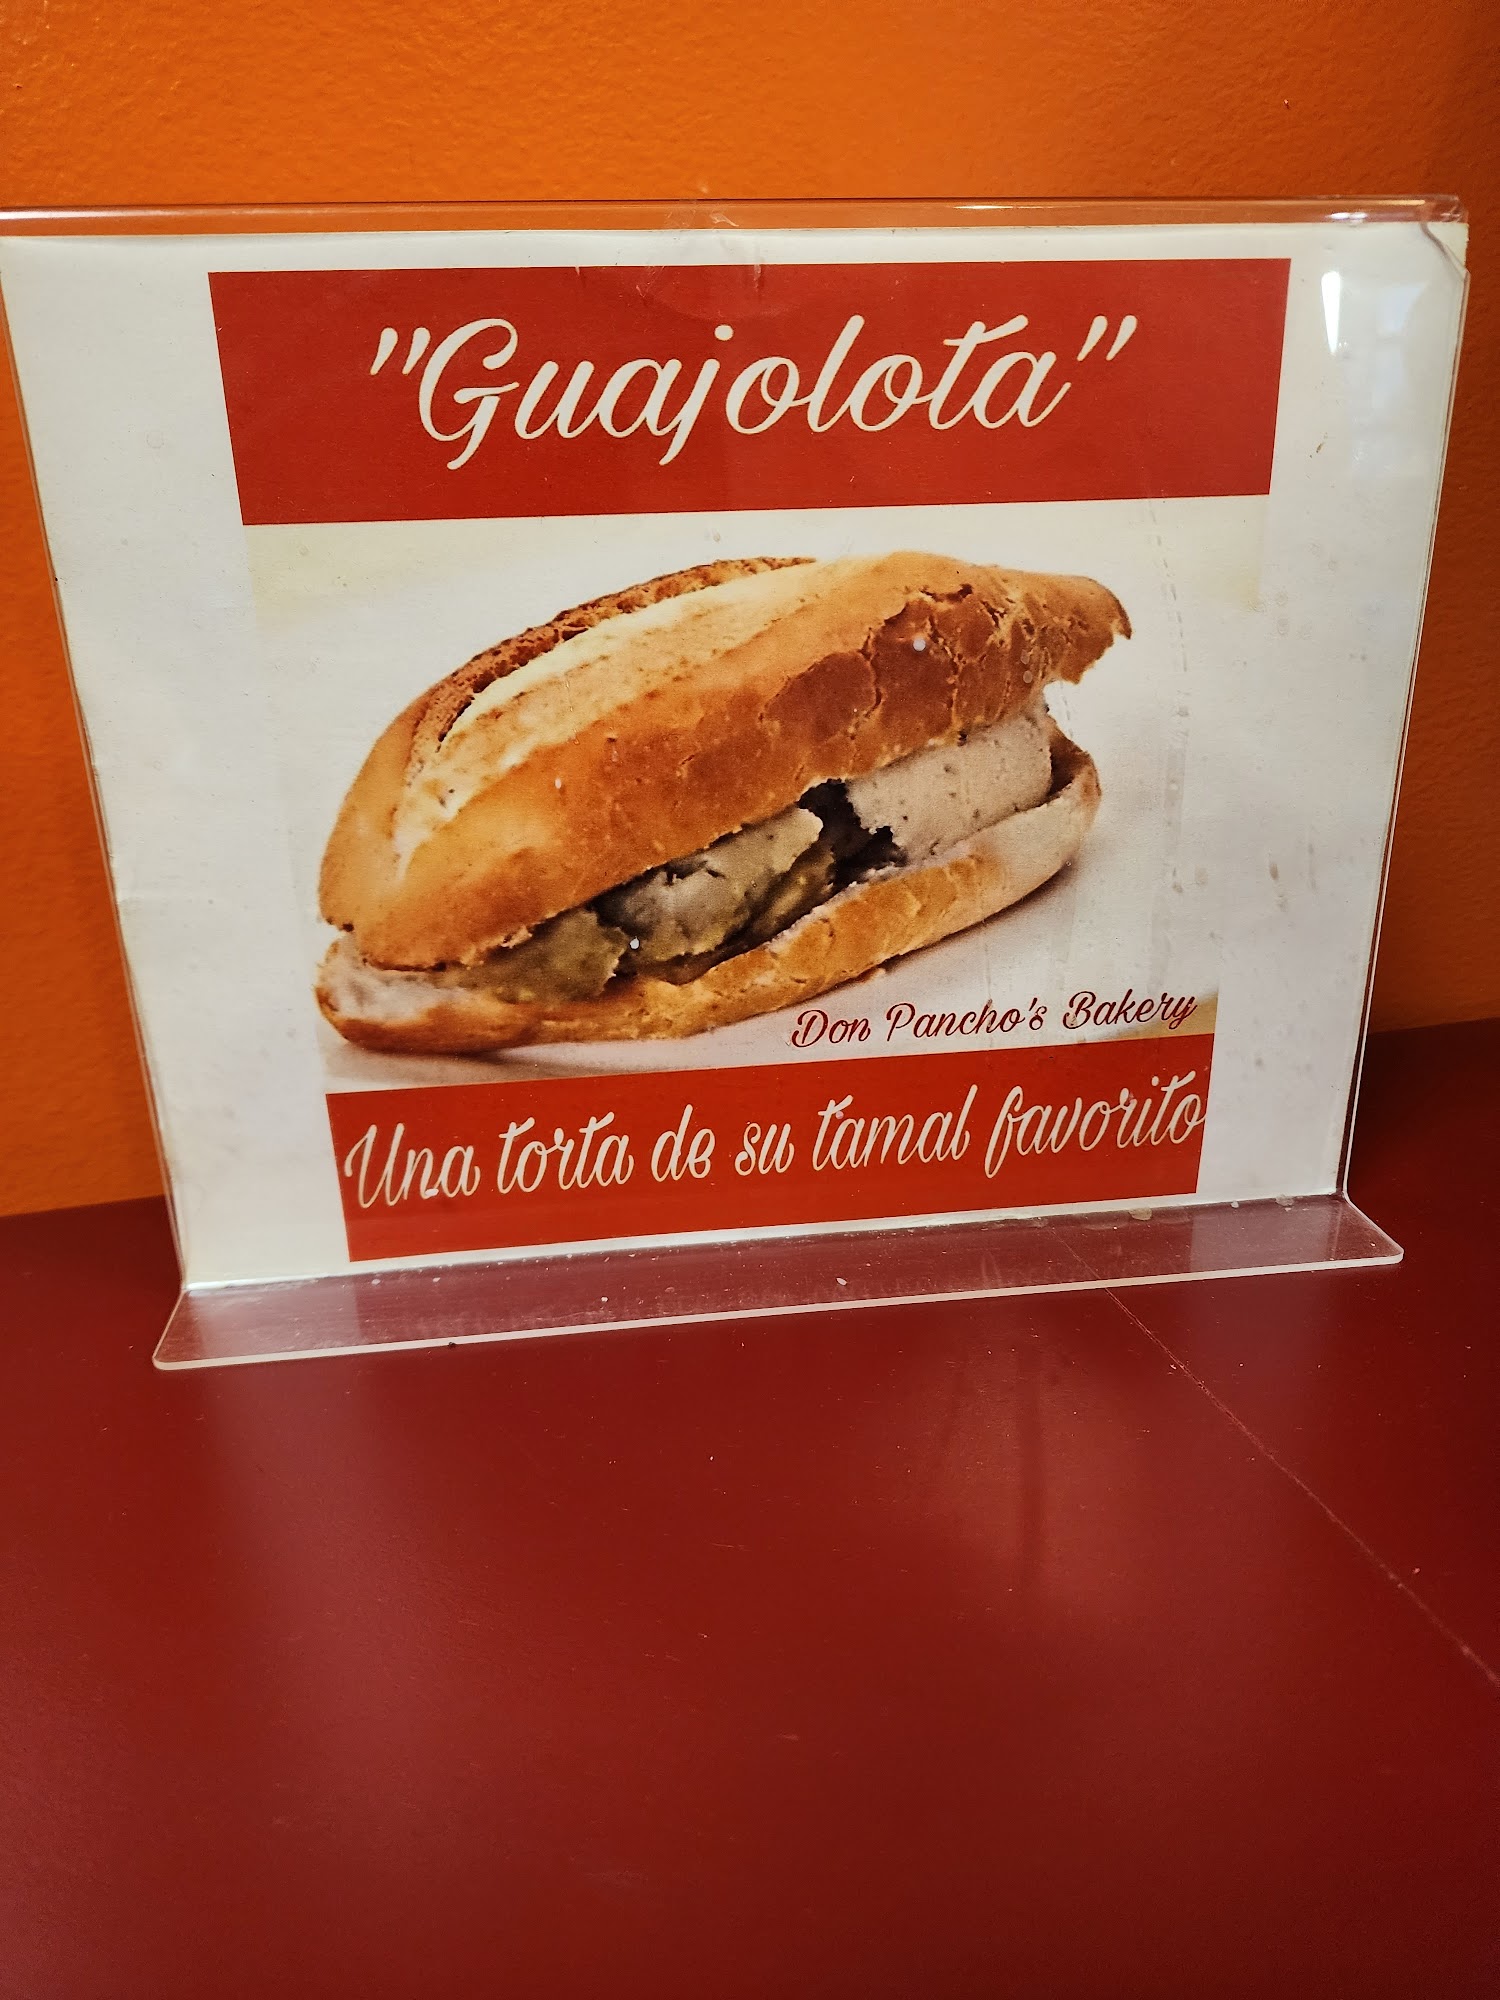 "Guajolota"
Don Pancho's Bakery
Una torta de su tamal favorito